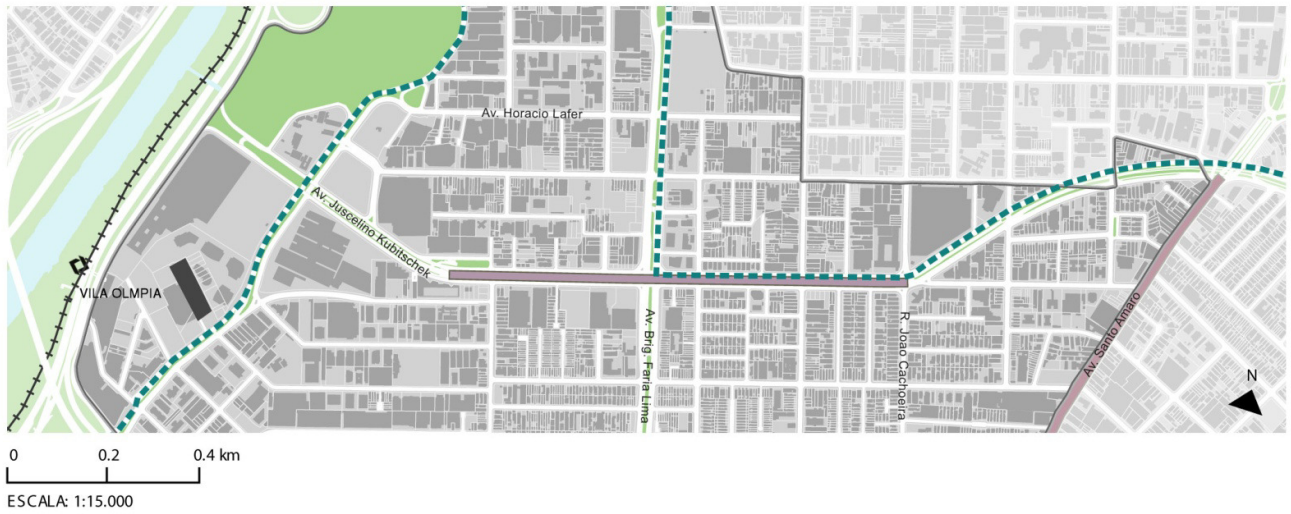 Av. Horacio Lafer
Av. Juscelino Kubitschek
VILA OLMPIA
Av. Brig. Faria Lima
R. Joao Cachoeira
Av. Santo Amaro
N
0 0.2 0.4 km
ESCALA: 1:15.000